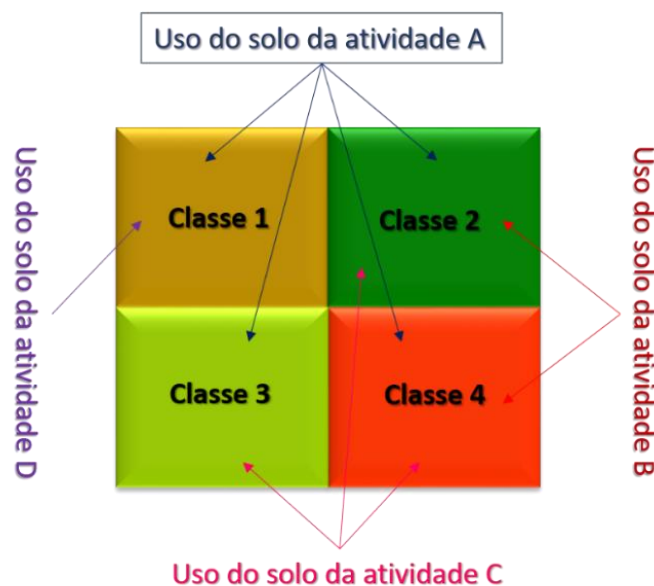 Uso do solo da atividade A
Uso do solo da atividade D
Classe 1
Classe 2
Uso do solo da atividade B
Classe 3
Classe 4
Uso do solo da atividade C